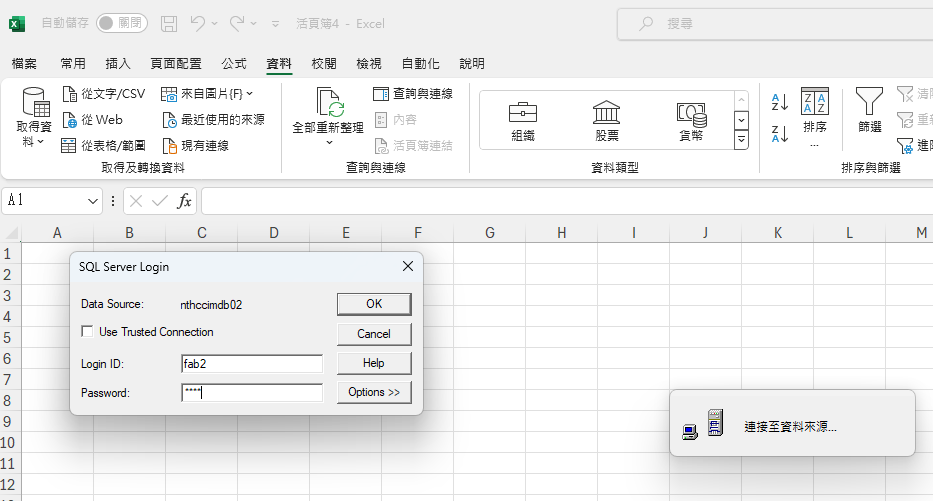 自動儲存 關閉 活頁簿4 - Excel 搜尋
檔案 常用 插入 頁面配置 公式 資料 校閱 檢視 自動化 說明
取得資料
從文字/CSV
從 Web
從表格/範圍
來自圖片(F)
最近使用的來源
現有連線
取得及轉換資料
全部重新整理
查詢與連線
內容
活頁簿連結
查詢與連線
組織
股票
貨幣
資料類型
排序
...
篩選
重新
進階
排序與篩選
A1
fx
A B C D E F G H I J K L M
1
2
3
4
5
6
7
8
9
10
11
12
SQL Server Login
Data Source: nthccimdb02
OK
Use Trusted Connection
Cancel
Login ID: fab2
Help
Password: ****
Options >>
連接至資料來源...